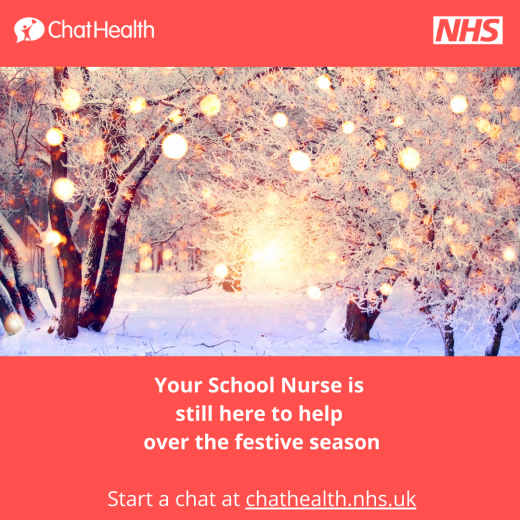 ChatHealth
NHS
Your School Nurse is
still here to help
over the festive season
Start a chat at chathealth.nhs.uk